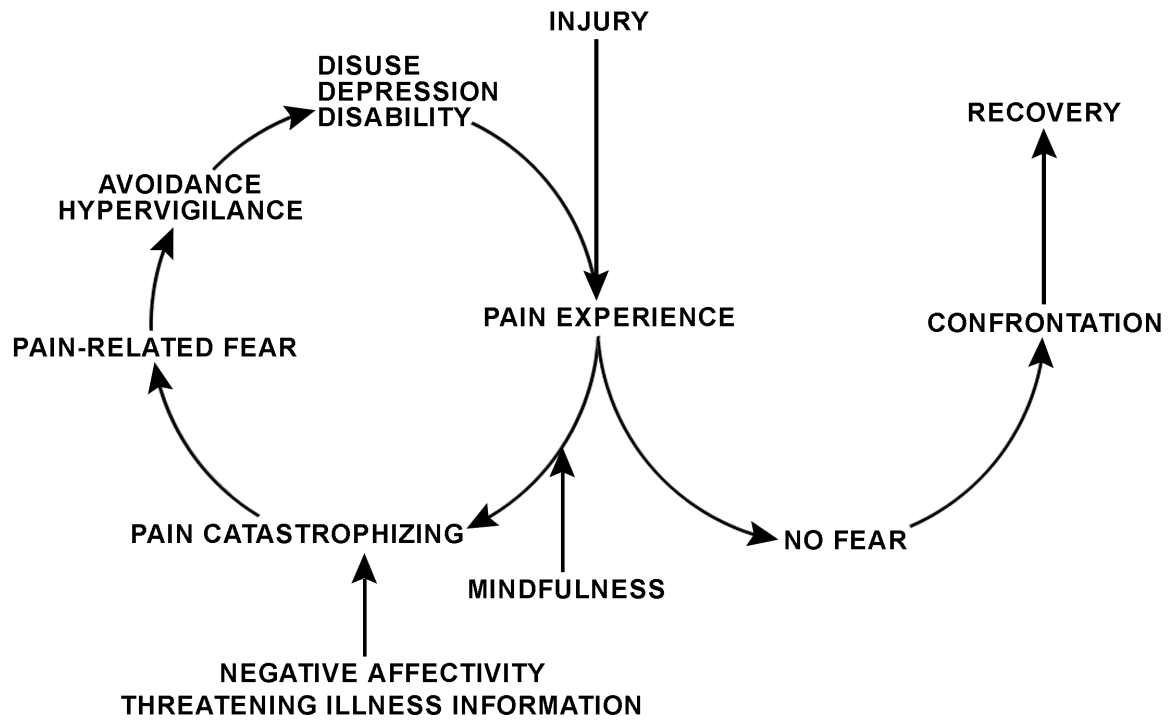 INJURY
DISUSE
DEPRESSION
DISABILITY
RECOVERY
AVOIDANCE
HYPERVIGILANCE
PAIN EXPERIENCE
CONFRONTATION
PAIN-RELATED FEAR
PAIN CATASTROPHIZING
NO FEAR
MINDFULNESS
NEGATIVE AFFECTIVITY
THREATENING ILLNESS INFORMATION